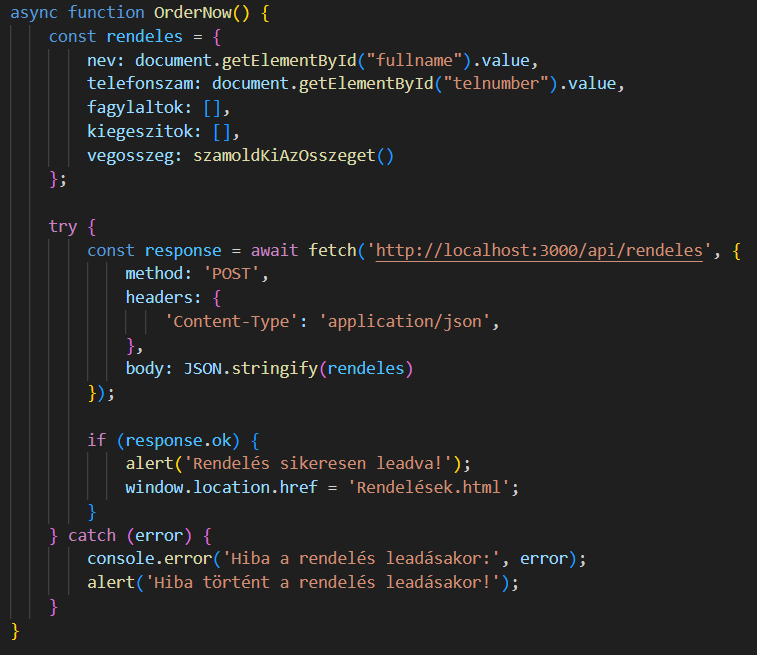 async function OrderNow() {
    const rendeles = {
        nev: document.getElementById("fullname").value,
        telefonszam: document.getElementById("telnumber").value,
        fagylaltok: [],
        kiegeszitok: [],
        vegosszeg: szamoldKiAzOsszeget()
    };

    try {
        const response = await fetch('http://localhost:3000/api/rendeles', {
            method: 'POST',
            headers: {
                'Content-Type': 'application/json',
            },
            body: JSON.stringify(rendeles)
        });

        if (response.ok) {
            alert('Rendelés sikeresen leadva!');
            window.location.href = 'Rendelések.html';
        }
    } catch (error) {
        console.error('Hiba a rendelés leadásakor:', error);
        alert('Hiba történt a rendelés leadásakor!');
    }
}